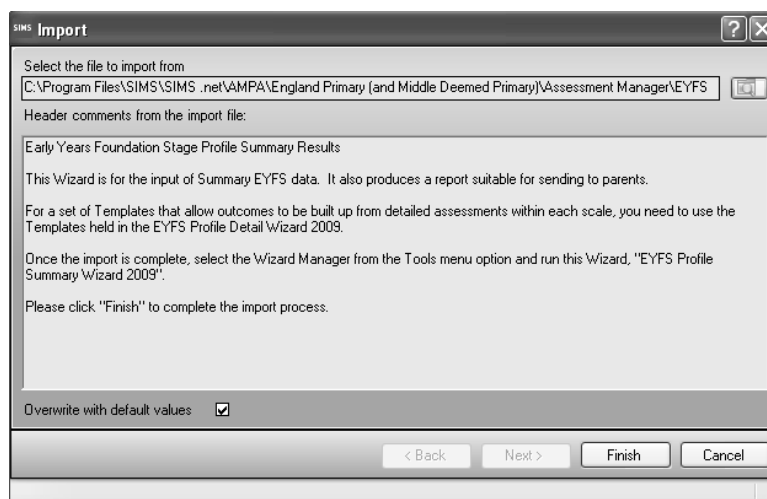 SIMS Import
Select the file to import from
C:\Program Files\SIMS\SIMS .net\AMPA\England Primary (and Middle Deemed Primary)\Assessment Manager\EYFS
Header comments from the import file:
Early Years Foundation Stage Profile Summary Results
This Wizard is for the input of Summary EYFS data. It also produces a report suitable for sending to parents.
For a set of Templates that allow outcomes to be built up from detailed assessments within each scale, you need to use the
Templates held in the EYFS Profile Detail Wizard 2009.
Once the import is complete, select the Wizard Manager from the Tools menu option and run this Wizard, "EYFS Profile
Summary Wizard 2009".
Please click "Finish" to complete the import process.
Overwrite with default values
< Back Next > Finish Cancel